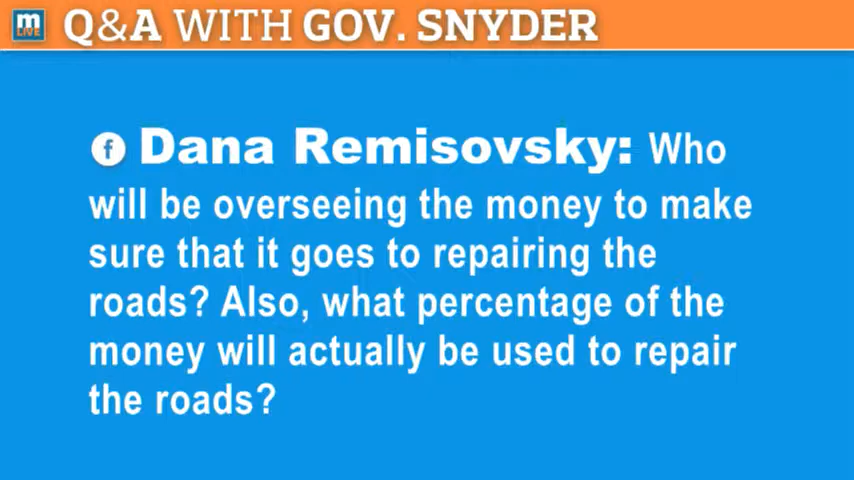 m LIVE Q&A WITH GOV. SNYDER
f Dana Remisovsky: Who
will be overseeing the money to make
sure that it goes to repairing the
roads? Also, what percentage of the
money will actually be used to repair
the roads?